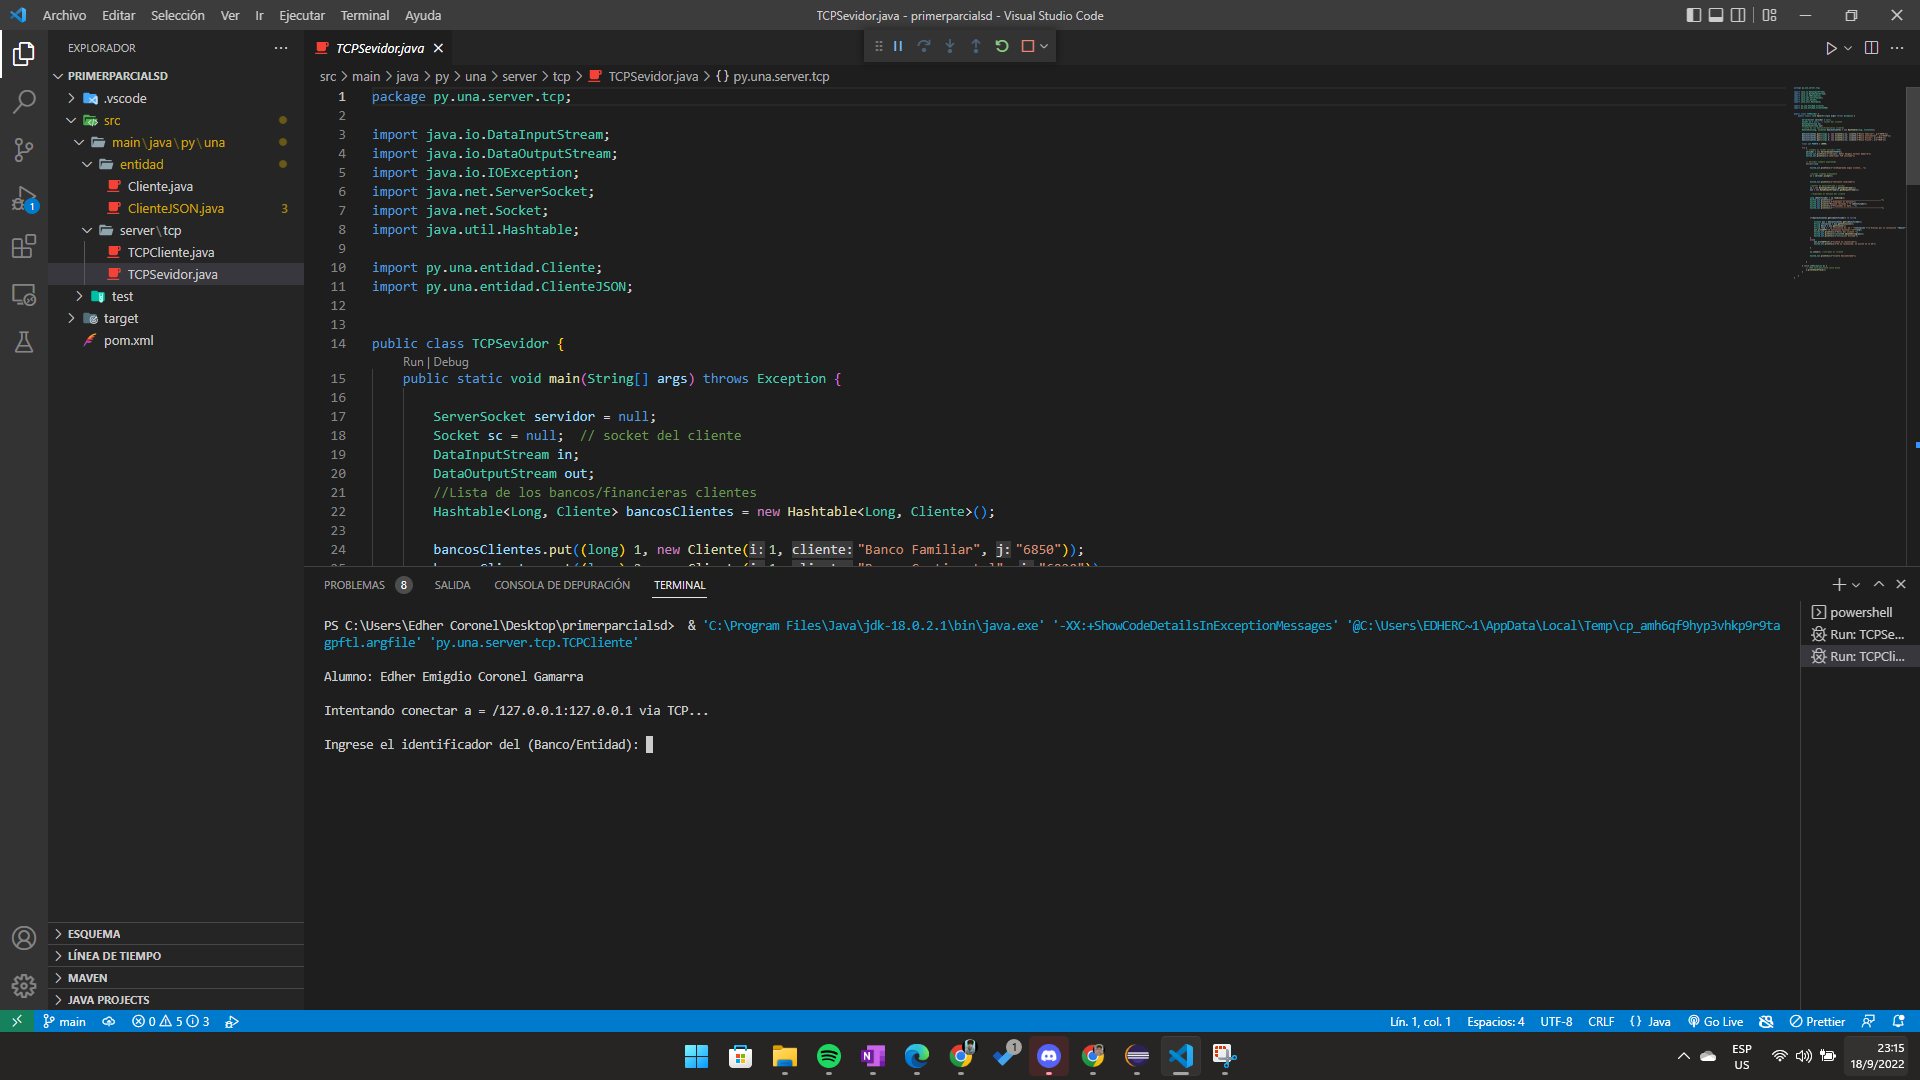 Archivo Editar Selección Ver Ir Ejecutar Terminal Ayuda
TCPSevidor.java - primerparcialsd - Visual Studio Code
EXPLORADOR
PRIMERPARCIALSD
.vscode
src
main\java\py\una
entidad
Cliente.java
ClienteJSON.java 3
server\tcp
TCPCliente.java
TCPSevidor.java
test
target
pom.xml
ESQUEMA
LÍNEA DE TIEMPO
MAVEN
JAVA PROJECTS
1
TCPSevidor.java
src > main > java > py > una > server > tcp > TCPSevidor.java > {} py.una.server.tcp
1 package py.una.server.tcp;
2
3 import java.io.DataInputStream;
4 import java.io.DataOutputStream;
5 import java.io.IOException;
6 import java.net.ServerSocket;
7 import java.net.Socket;
8 import java.util.Hashtable;
9
10 import py.una.entidad.Cliente;
11 import py.una.entidad.ClienteJSON;
12
13
14 public class TCPSevidor {
Run | Debug
15 public static void main(String[] args) throws Exception {
16
17 ServerSocket servidor = null;
18 Socket sc = null; // socket del cliente
19 DataInputStream in;
20 DataOutputStream out;
21 //Lista de los bancos/financieras clientes
22 Hashtable<Long, Cliente> bancosClientes = new Hashtable<Long, Cliente>();
23
24 bancosClientes.put((long) 1, new Cliente(i: 1, cliente: "Banco Familiar", j: "6850"));
PROBLEMAS 8 SALIDA CONSOLA DE DEPURACIÓN TERMINAL
PS C:\Users\Edher Coronel\Desktop\primerparcialsd> & 'C:\Program Files\Java\jdk-18.0.2.1\bin\java.exe' '-XX:+ShowCodeDetailsInExceptionMessages' '@C:\Users\EDHERC~1\AppData\Local\Temp\cp_amh6qf9hyp3vhkp9r9ta
gpftl.argfile' 'py.una.server.tcp.TCPCliente'
Alumno: Edher Emigdio Coronel Gamarra
Intentando conectar a = /127.0.0.1:127.0.0.1 via TCP...
Ingrese el identificador del (Banco/Entidad):
powershell
Run: TCPSe...
Run: TCPCli...
main 0 5 3
Lín. 1, col. 1 Espacios: 4 UTF-8 CRLF {} Java Go Live Prettier
1
ESP
US
23:15
18/9/2022